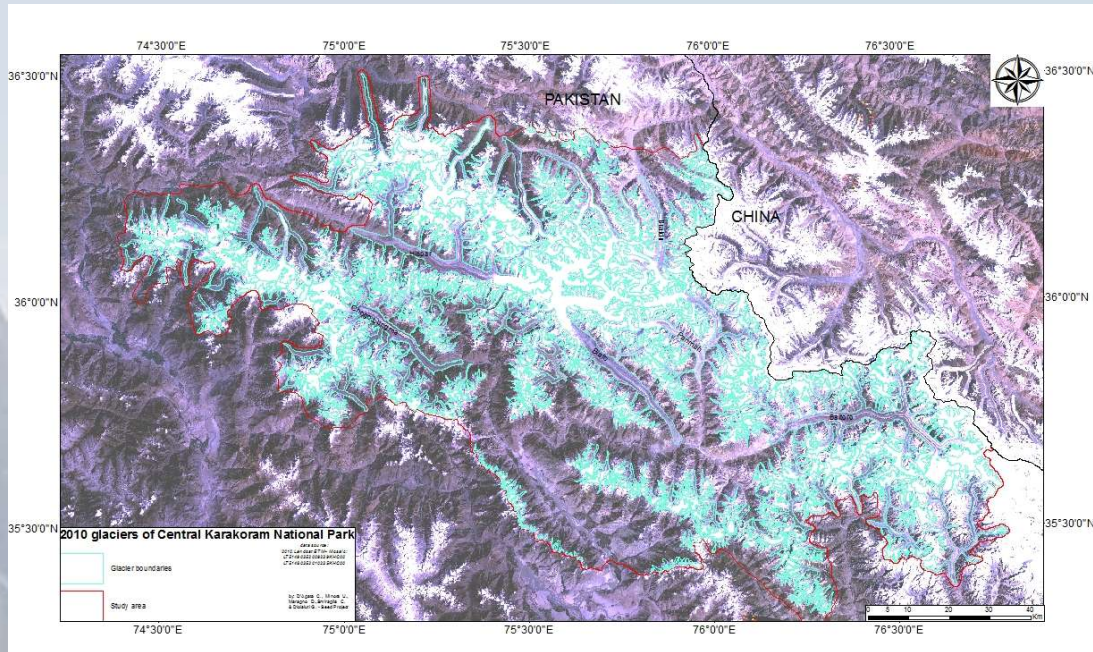 74°30'0"E 75°0'0"E 75°30'0"E 76°0'0"E 76°30'0"E
36°30'0"N 36°30'0"N
PAKISTAN
CHINA
36°0'0"N 36°0'0"N
Biafo
Baltoro
35°30'0"N 35°30'0"N
2010 glaciers of Central Karakoram National Park
data source:
Glacier boundaries
Study area
0 5 10 20 30 40
Km
74°30'0"E 75°0'0"E 75°30'0"E 76°0'0"E 76°30'0"E